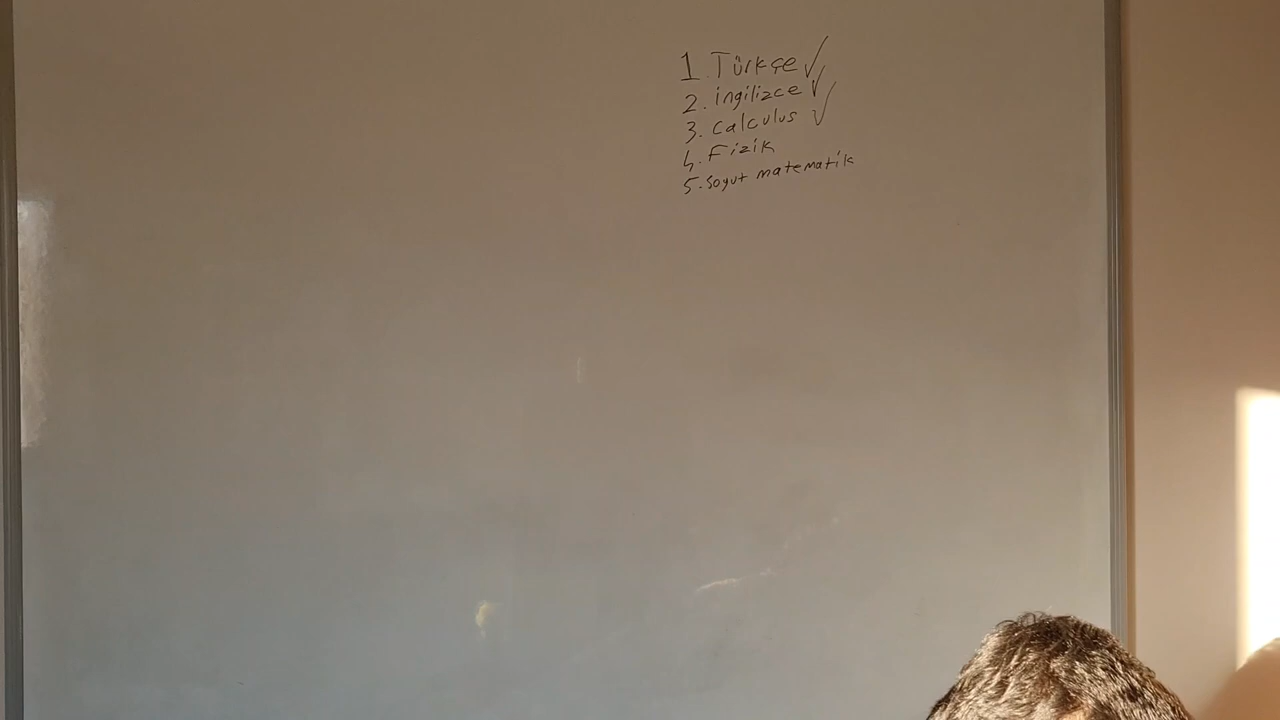 1. Türkçe ✓
2. ingilizce ✓
3. calculus ✓
4. Fizik
5. soyut matematik